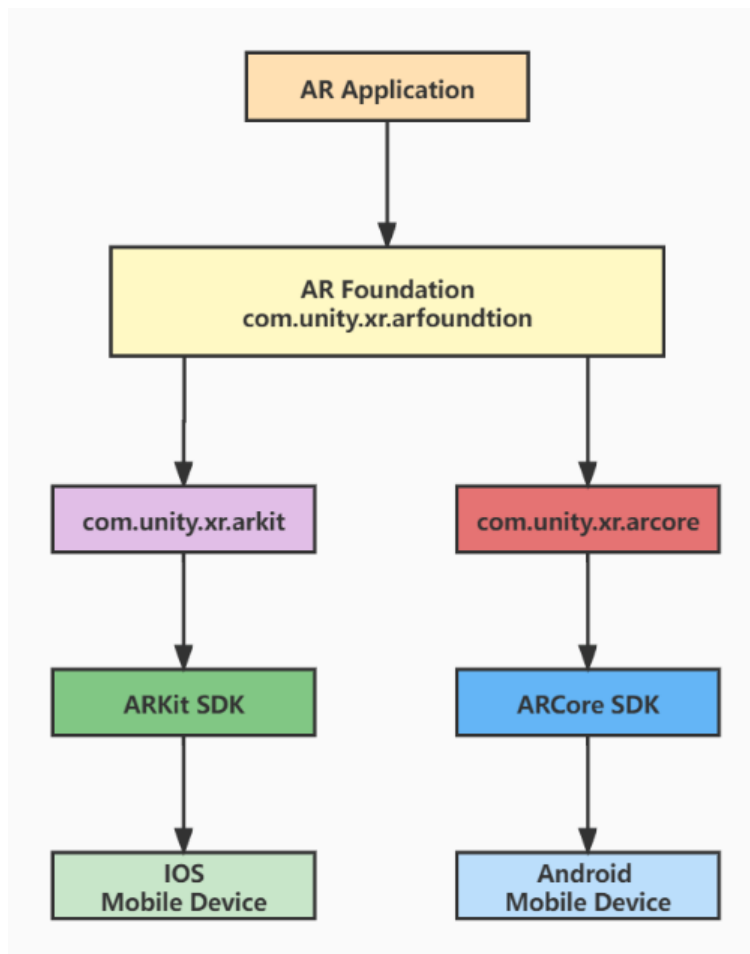 AR Application
AR Foundation
com.unity.xr.arfoundtion
com.unity.xr.arkit
com.unity.xr.arcore
ARKit SDK
ARCore SDK
IOS
Mobile Device
Android
Mobile Device